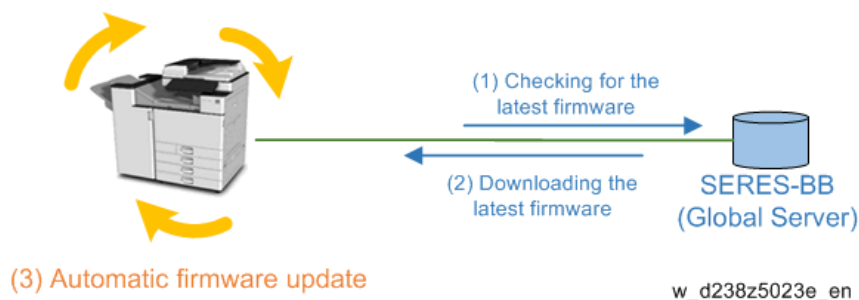 (1) Checking for the
latest firmware
(2) Downloading the
latest firmware
SERES-BB
(Global Server)
(3) Automatic firmware update
w_d238z5023e_en